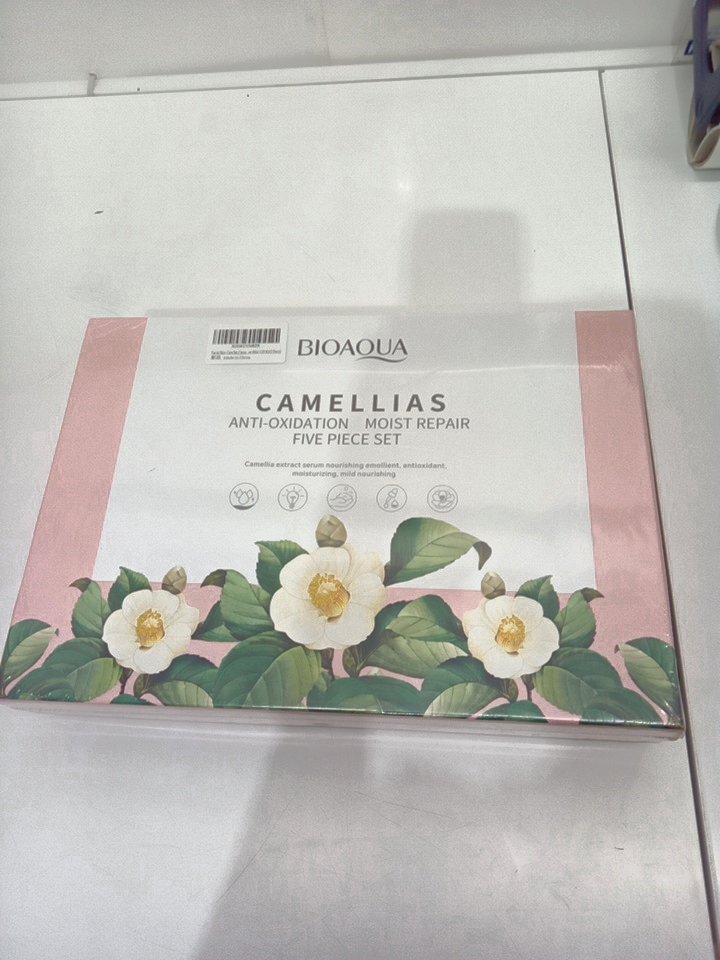 BIOAQUA
CAMELLIAS
ANTI-OXIDATION MOIST REPAIR
FIVE PIECE SET
Camellia extract serum nourishing emollient, antioxidant,
moisturizing, mild nourishing